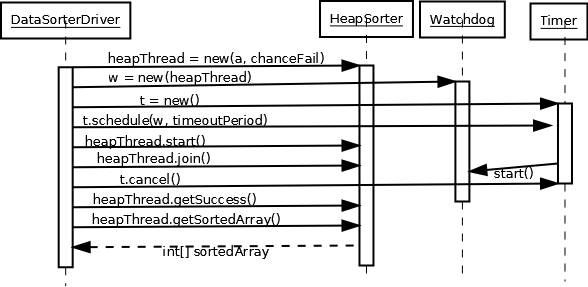 DataSorterDriver
HeapSorter
Watchdog
Timer
heapThread = new(a, chanceFail)
w = new(heapThread)
t = new()
t.schedule(w, timeoutPeriod)
heapThread.start()
heapThread.join()
start()
t.cancel()
heapThread.getSuccess()
heapThread.getSortedArray()
int[] sortedArray